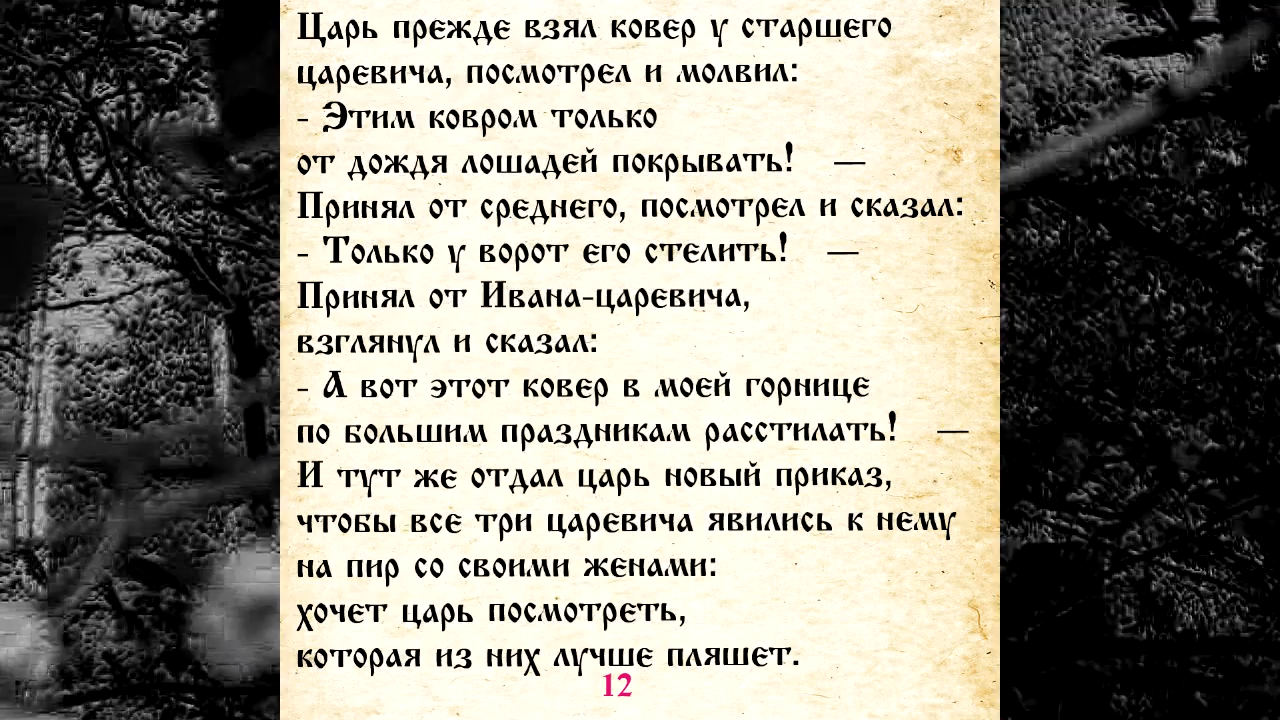 Царь прежде взял ковер у старшего
царевича, посмотрел и молвил:
- Этим ковром только
от дождя лошадей покрывать! —
Принял от среднего, посмотрел и сказал:
- Только у ворот его стелить! —
Принял от Ивана-царевича,
взглянул и сказал:
- А вот этот ковер в моей горнице
по большим праздникам расстилать! —
И тут же отдал царь новый приказ,
чтобы все три царевича явились к нему
на пир со своими женами:
хочет царь посмотреть,
которая из них лучше пляшет.
12